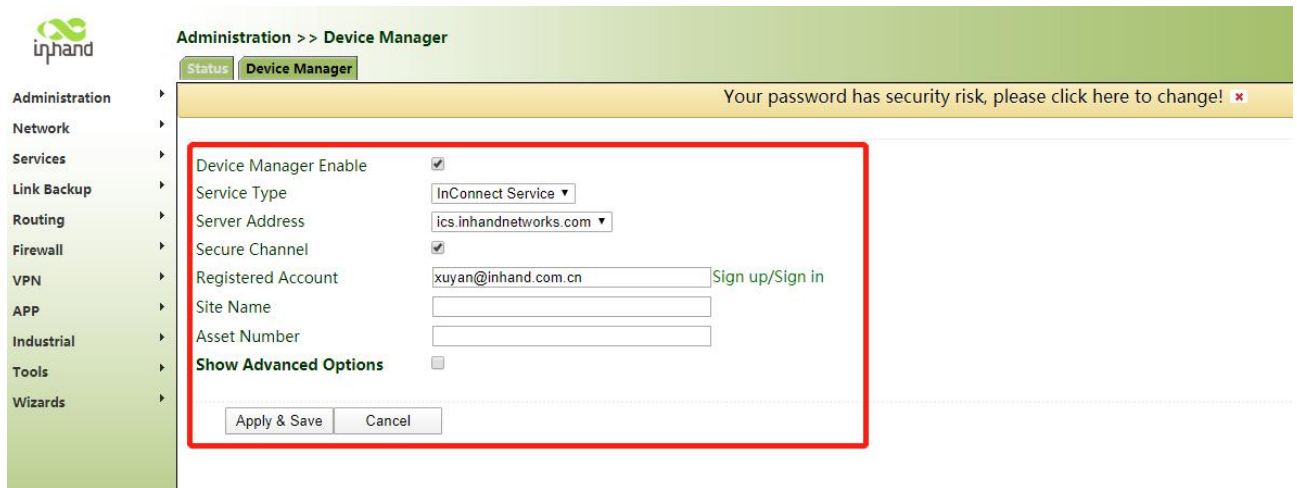 inhand
Administration >> Device Manager
Status Device Manager
Your password has security risk, please click here to change!
Administration
Network
Services
Link Backup
Routing
Firewall
VPN
APP
Industrial
Tools
Wizards
Device Manager Enable
Service Type InConnect Service
Server Address ics.inhandnetworks.com
Secure Channel
Registered Account xuyan@inhand.com.cn Sign up/Sign in
Site Name
Asset Number
Show Advanced Options
Apply & Save Cancel